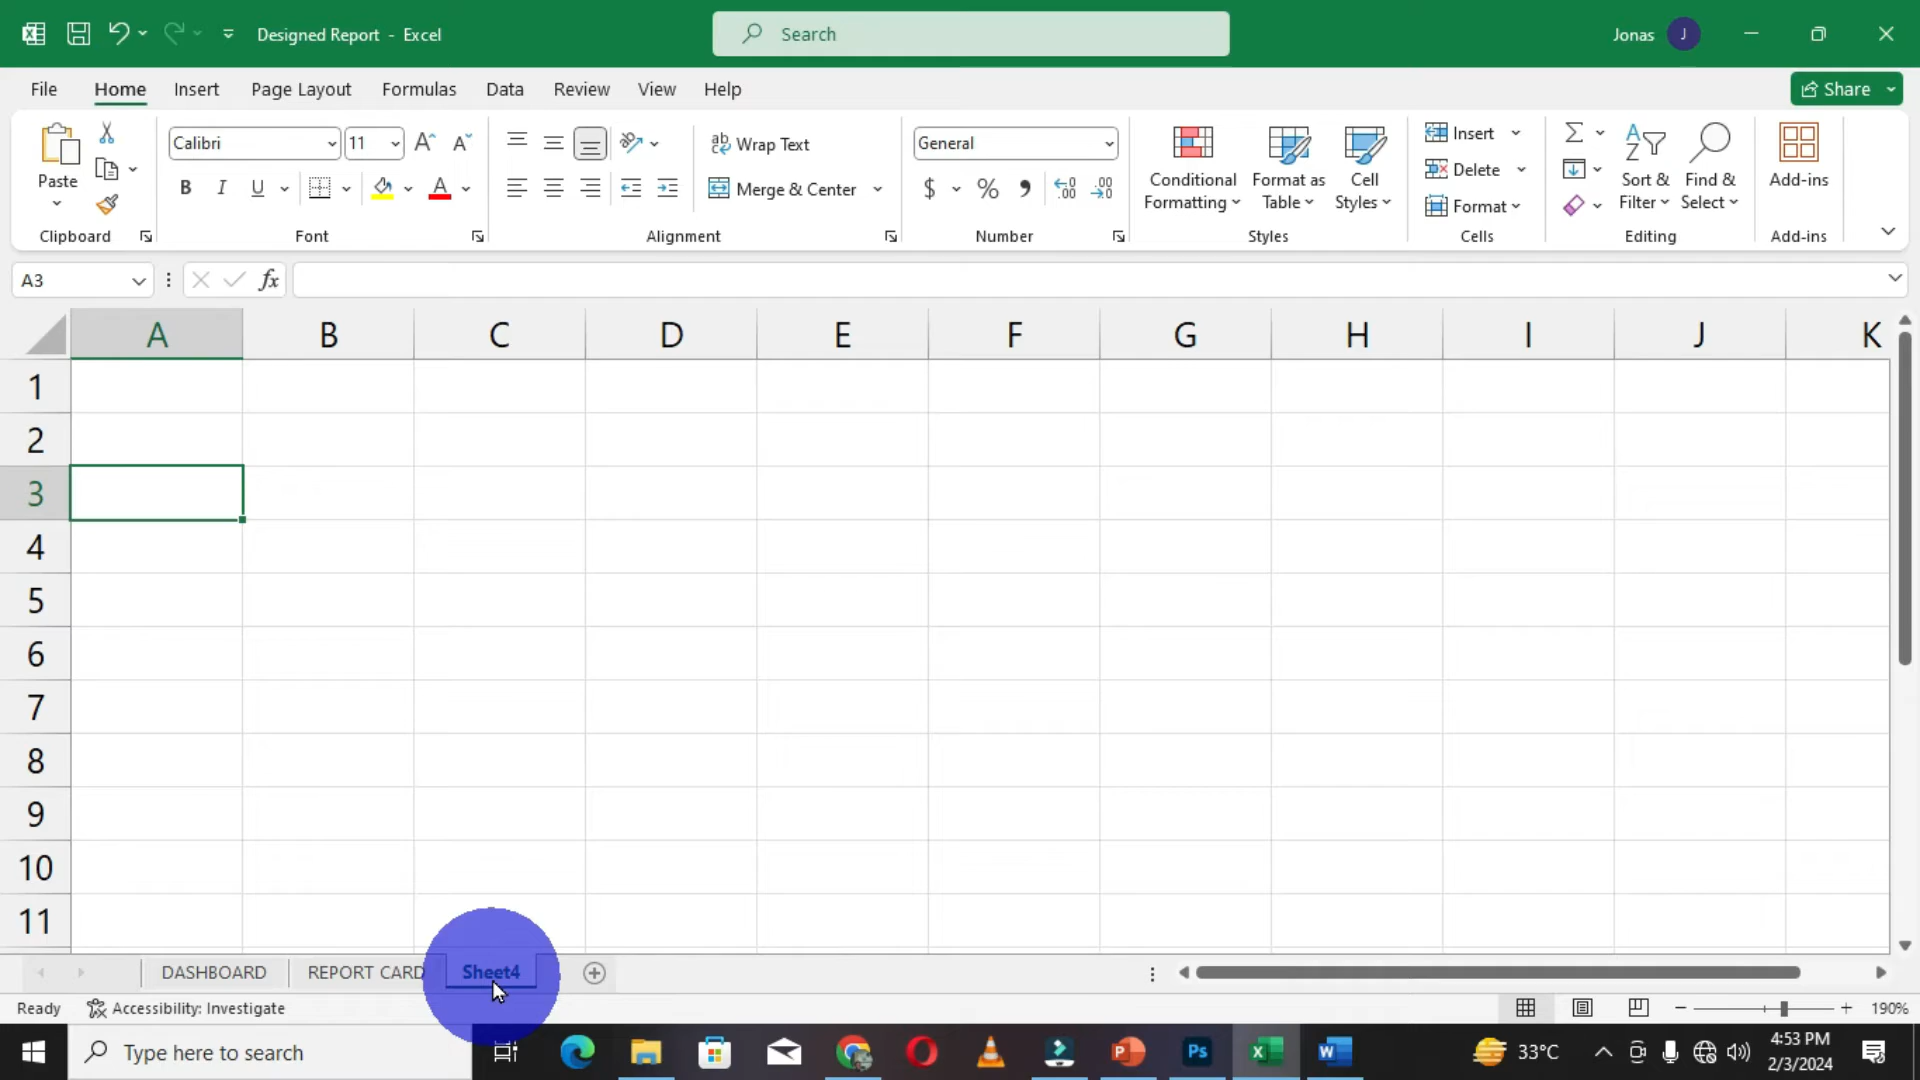 Designed Report - Excel
Search
Jonas J
File Home Insert Page Layout Formulas Data Review View Help
Share
Paste
Clipboard
Calibri 11
B I U A
Font
Wrap Text
Merge & Center
Alignment
General
$ % 9
Number
Conditional Formatting
Format as Table
Cell Styles
Styles
Insert
Delete
Format
Cells
Sort & Filter
Find & Select
Editing
Add-ins
Add-ins
A3
fx
A B C D E F G H I J K
1
2
3
4
5
6
7
8
9
10
11
DASHBOARD REPORT CARD Sheet4
Ready Accessibility: Investigate 190%
Type here to search
33°C
4:53 PM
2/3/2024